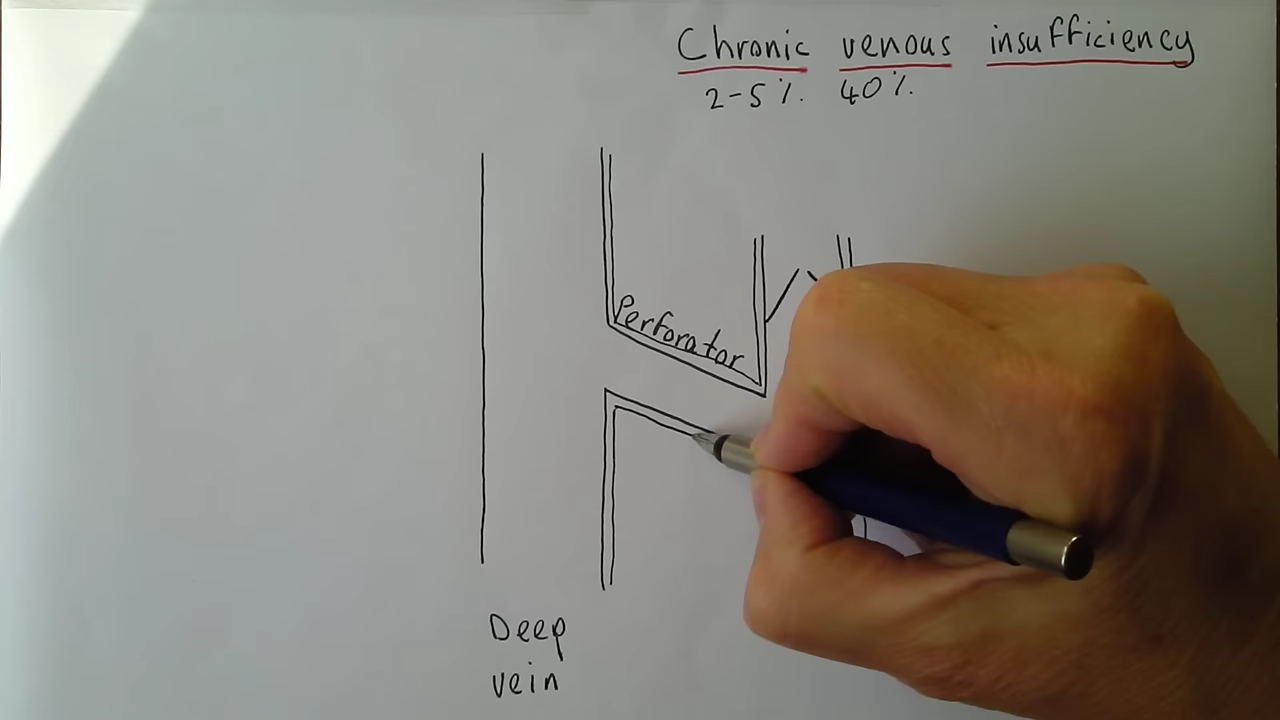 Chronic venous insufficiency
2-5% 40%
Perforator
Deep
vein